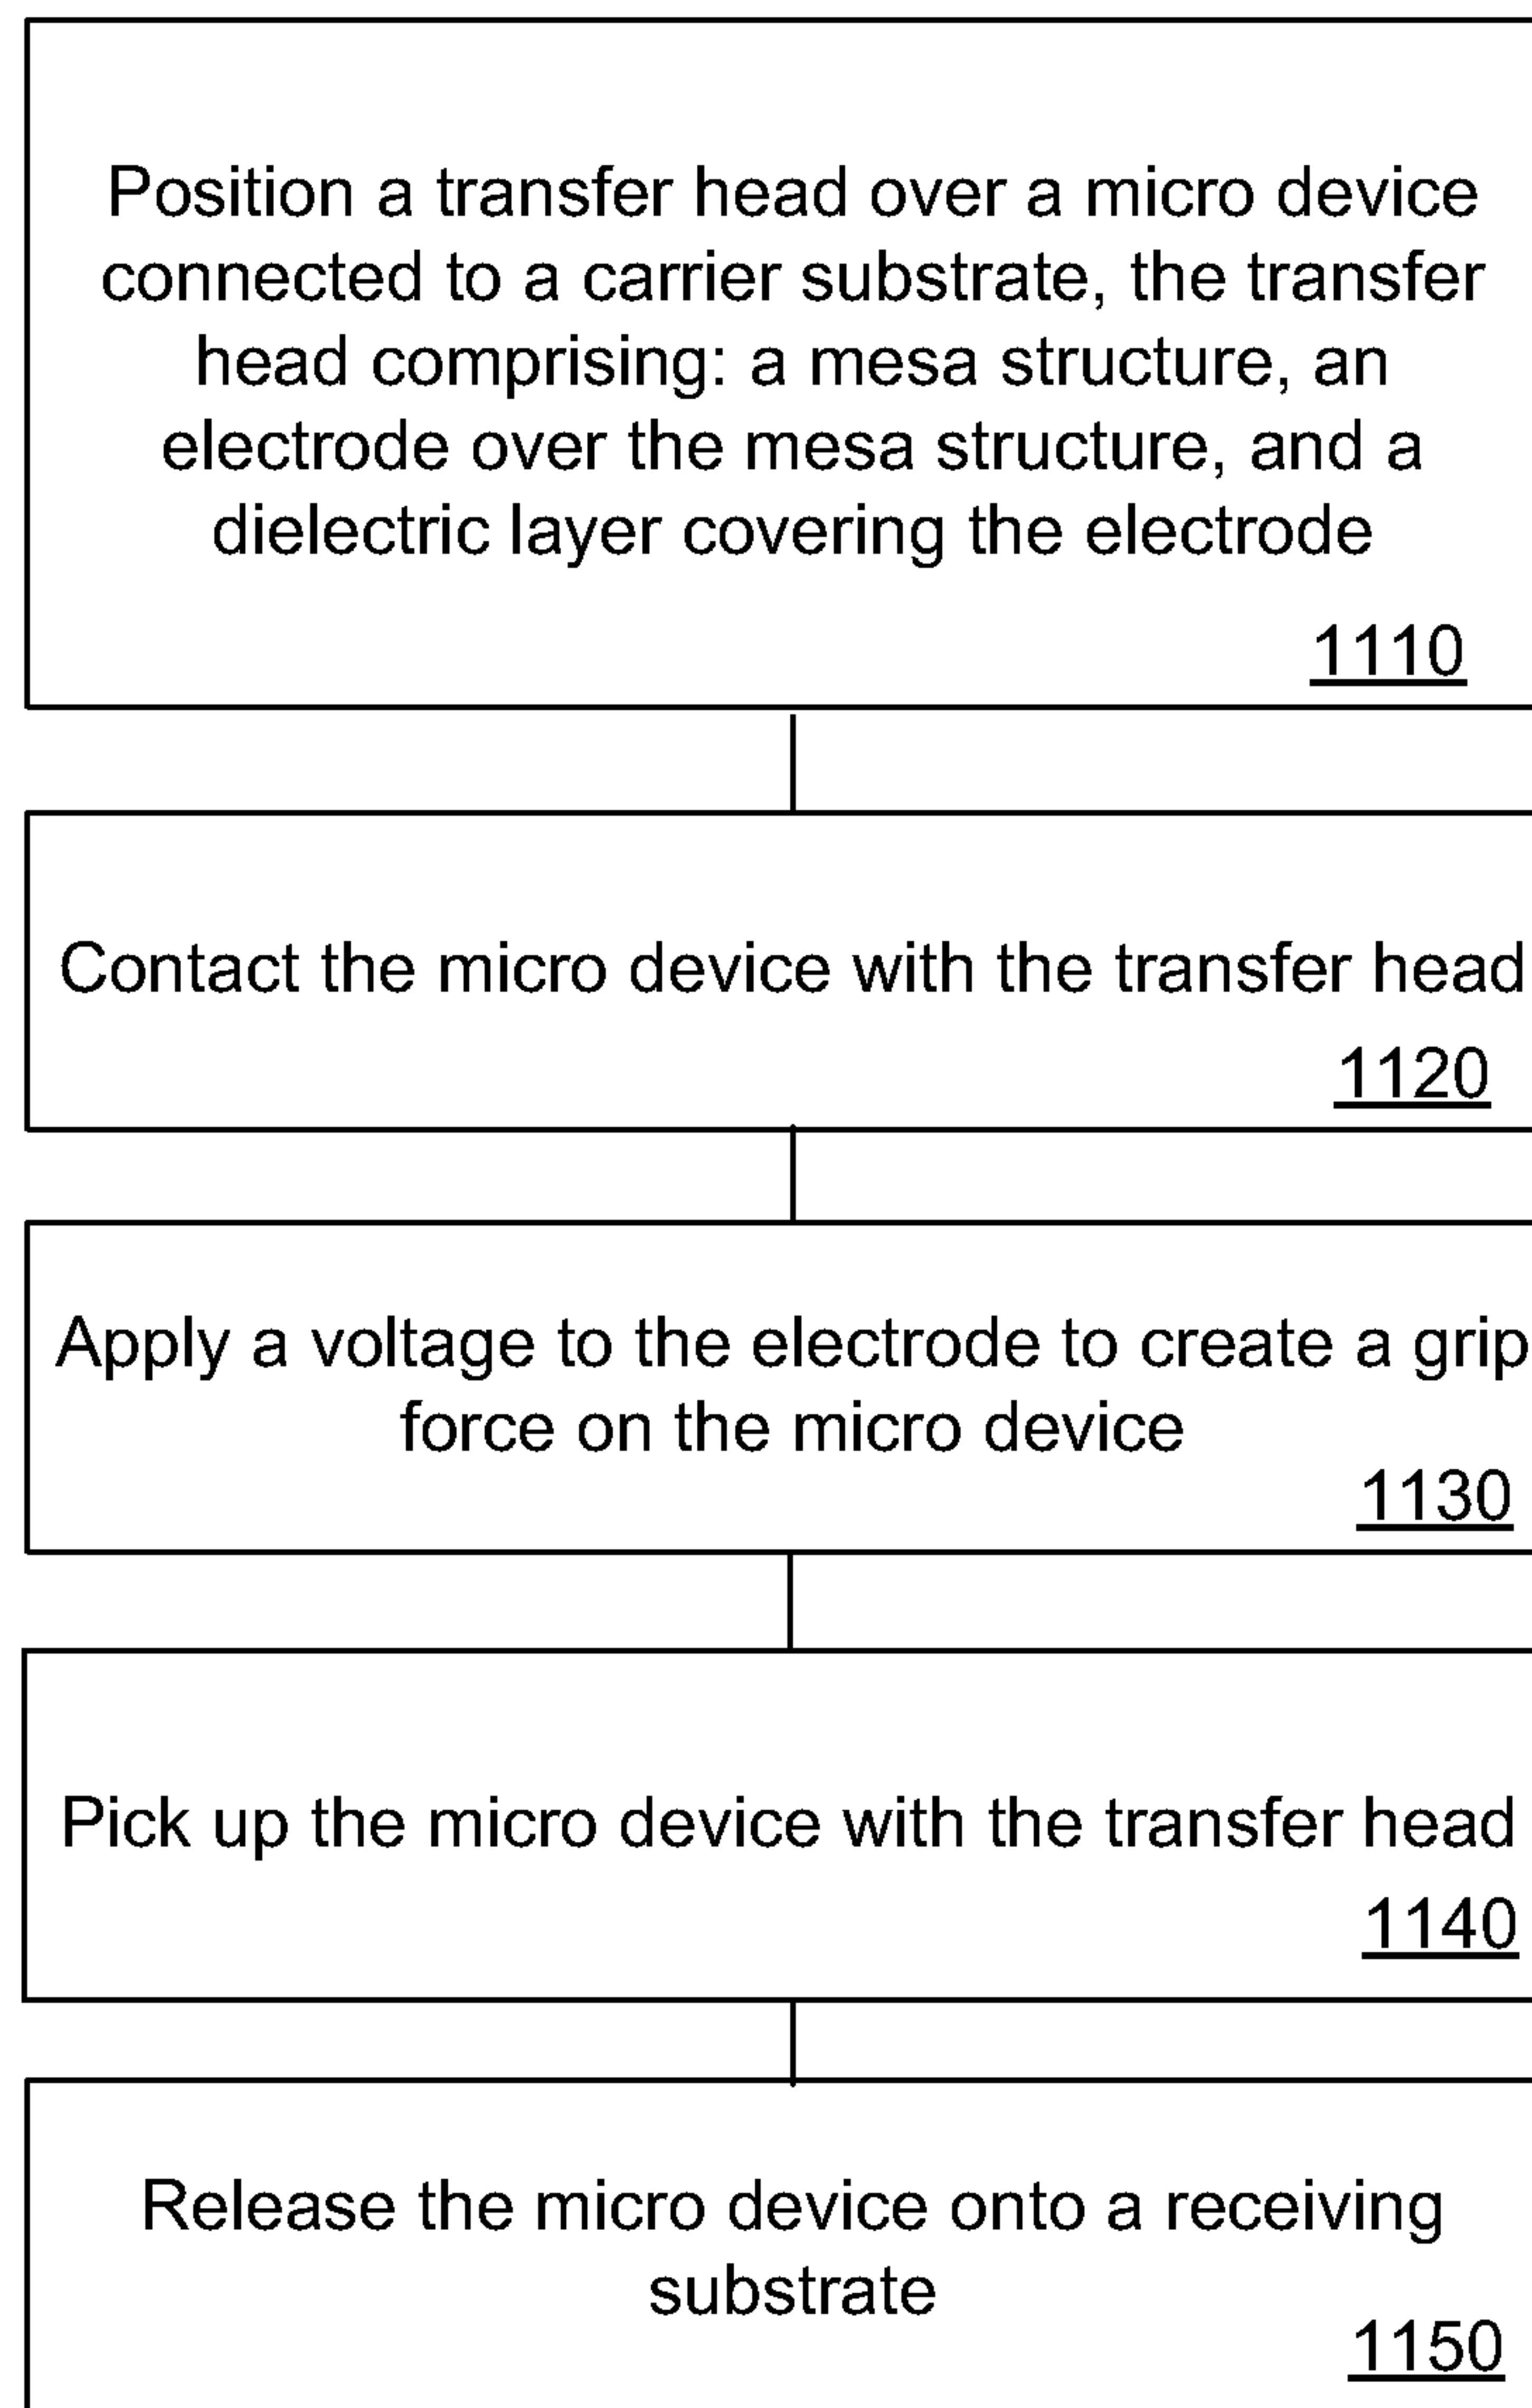 Position a transfer head over a micro device
connected to a carrier substrate, the transfer
head comprising: a mesa structure, an
electrode over the mesa structure, and a
dielectric layer covering the electrode
1110
Contact the micro device with the transfer head
1120
Apply a voltage to the electrode to create a grip
force on the micro device
1130
Pick up the micro device with the transfer head
1140
Release the micro device onto a receiving
substrate
1150